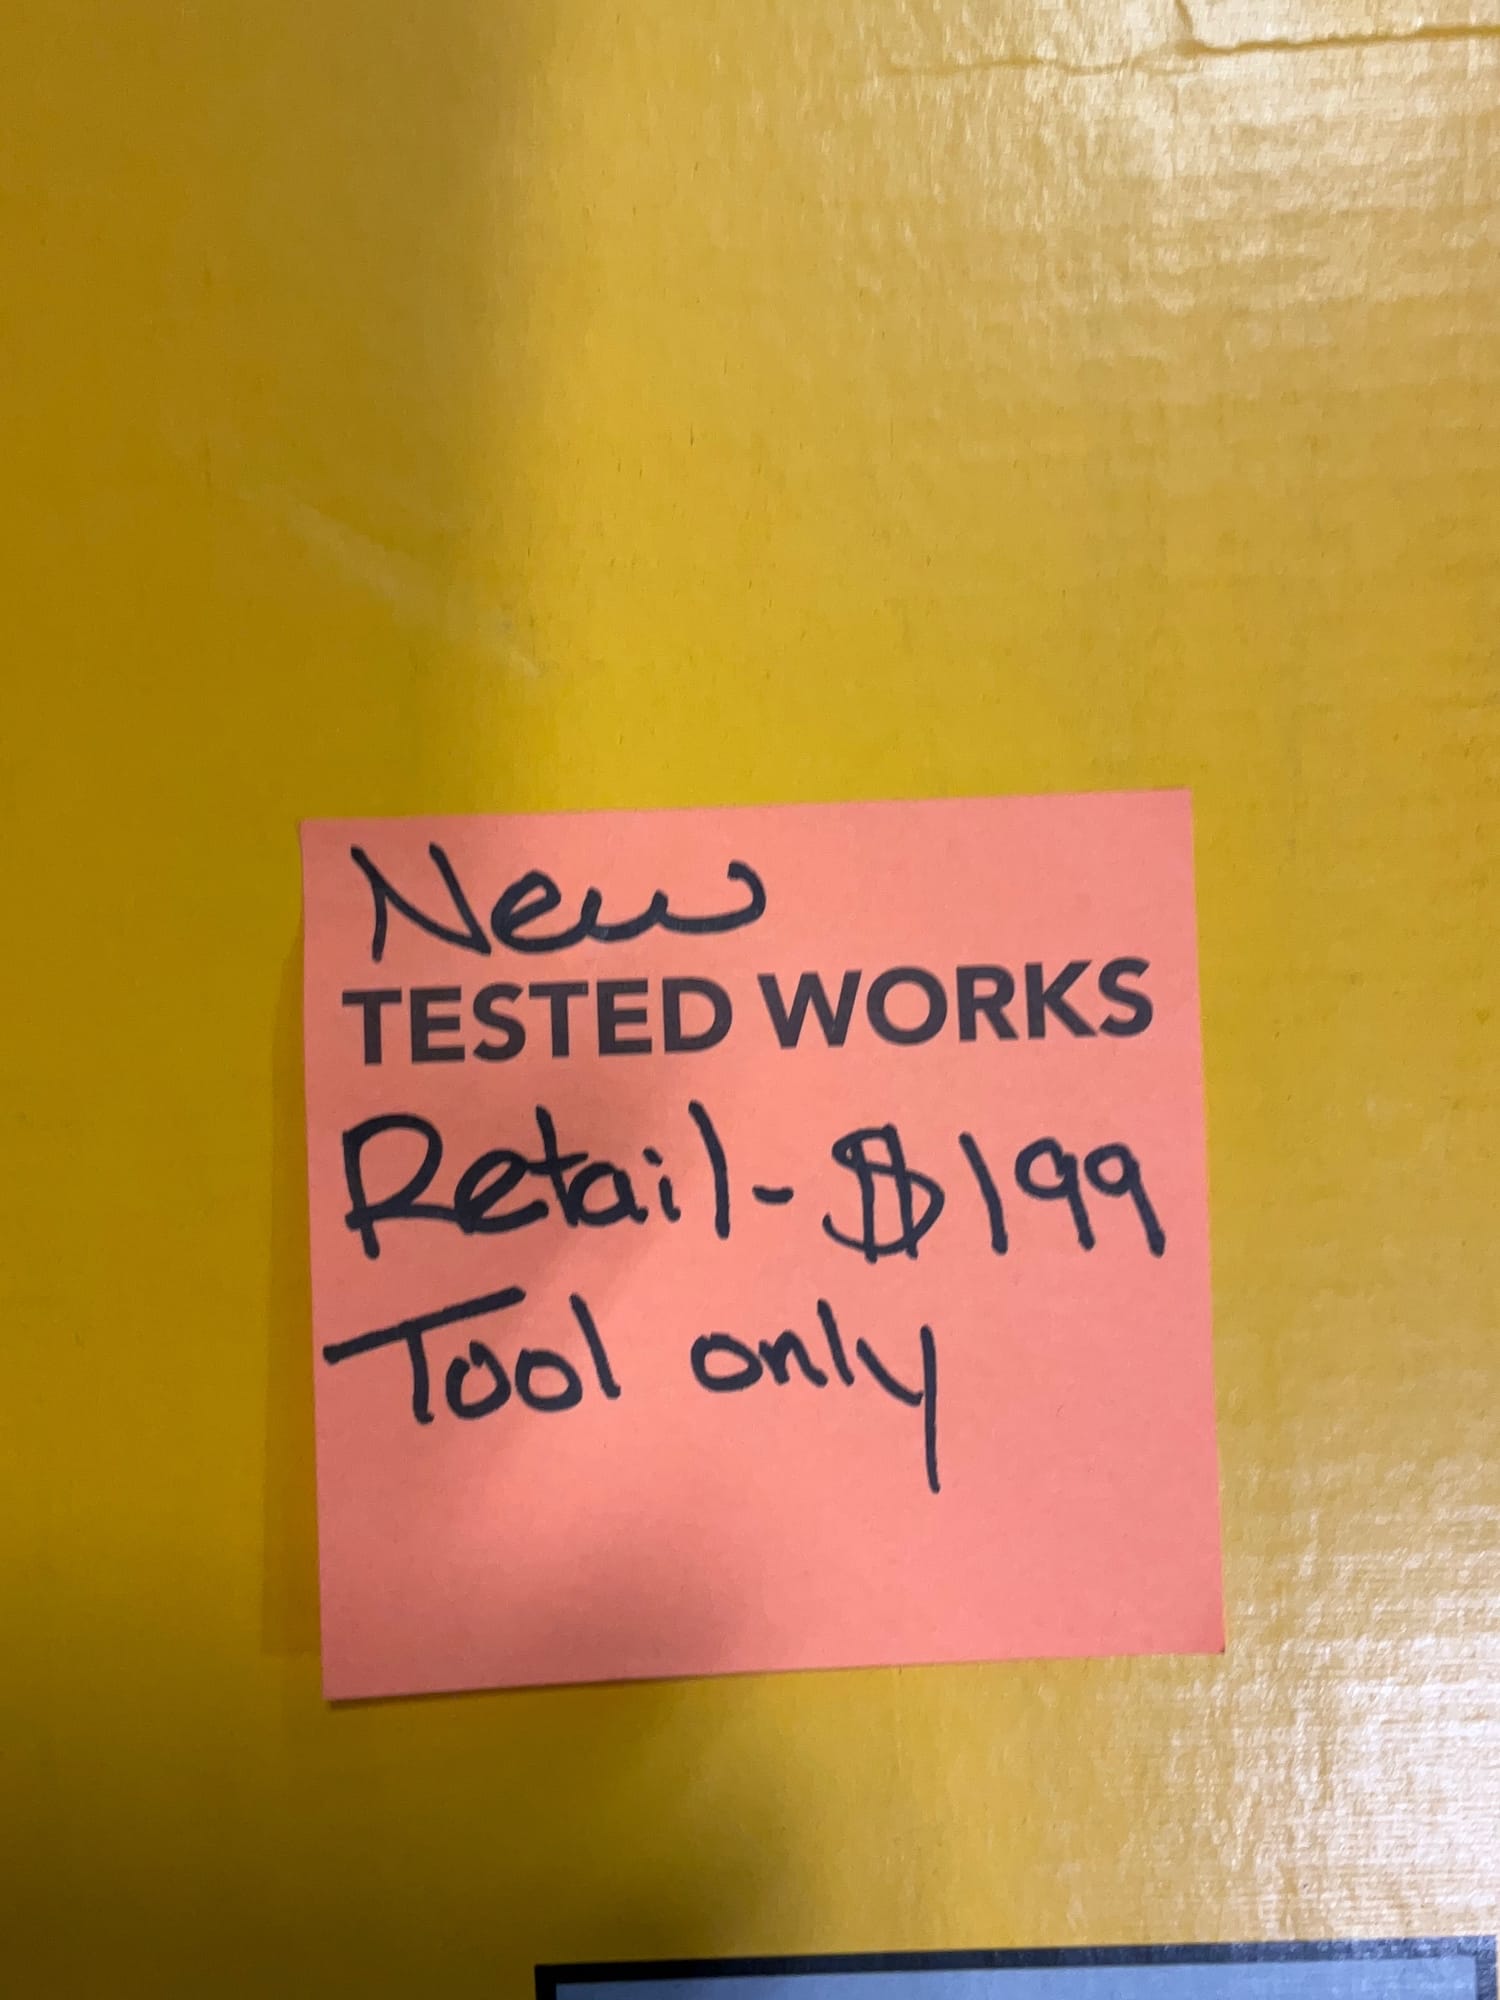 New
TESTED WORKS
Retail - $199
Tool only